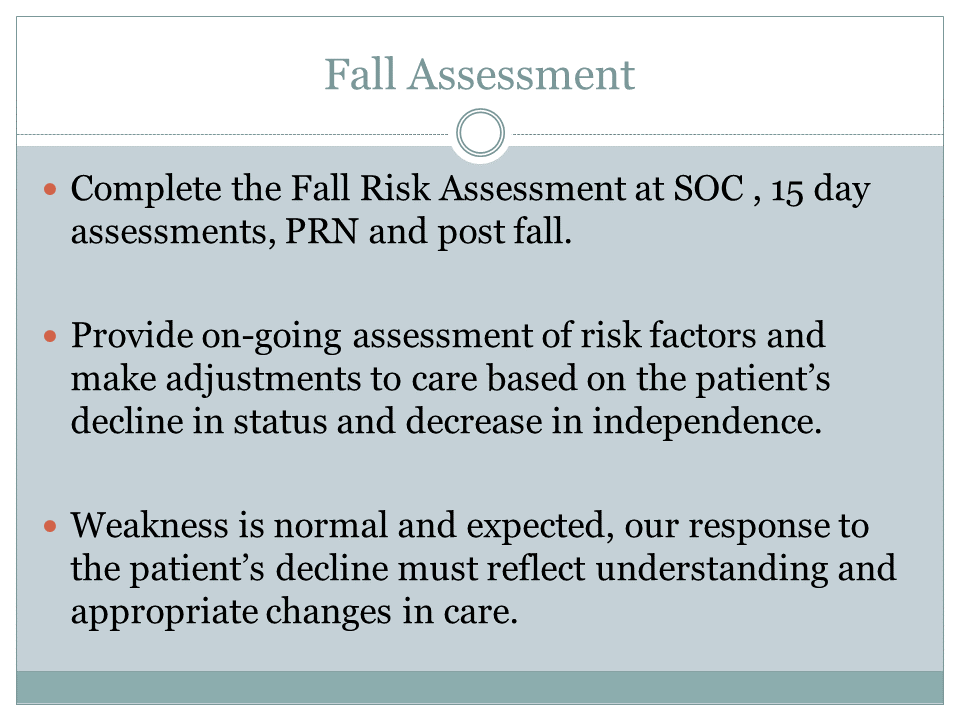 Fall Assessment
Complete the Fall Risk Assessment at SOC , 15 day
assessments, PRN and post fall.
Provide on-going assessment of risk factors and
make adjustments to care based on the patient’s
decline in status and decrease in independence.
Weakness is normal and expected, our response to
the patient’s decline must reflect understanding and
appropriate changes in care.